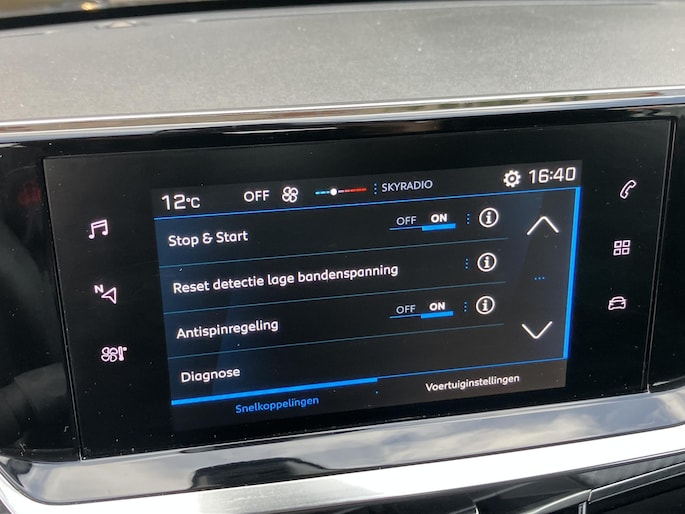 12°C OFF SKYRADIO 16:40
Stop & Start OFF ON
Reset detectie lage bandenspanning
Antispinregeling OFF ON
Diagnose
Snelkoppelingen Voertuiginstellingen
N